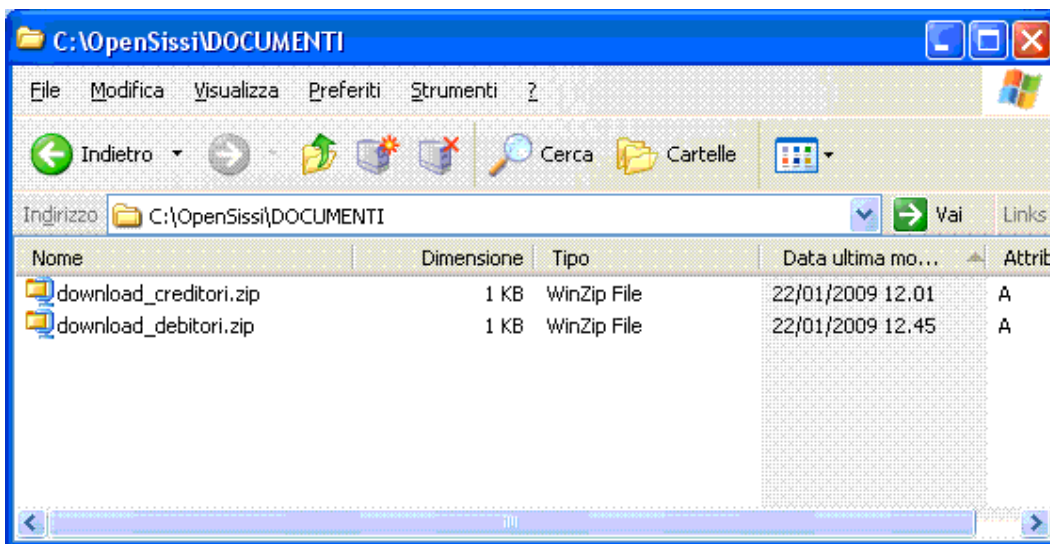 C:\OpenSissi\DOCUMENTI
File Modifica Visualizza Preferiti Strumenti ?
Indietro Cerca Cartelle
Indirizzo C:\OpenSissi\DOCUMENTI Vai Links
Nome Dimensione Tipo Data ultima mo... Attrib
download_creditori.zip 1 KB WinZip File 22/01/2009 12.01 A
download_debitori.zip 1 KB WinZip File 22/01/2009 12.45 A